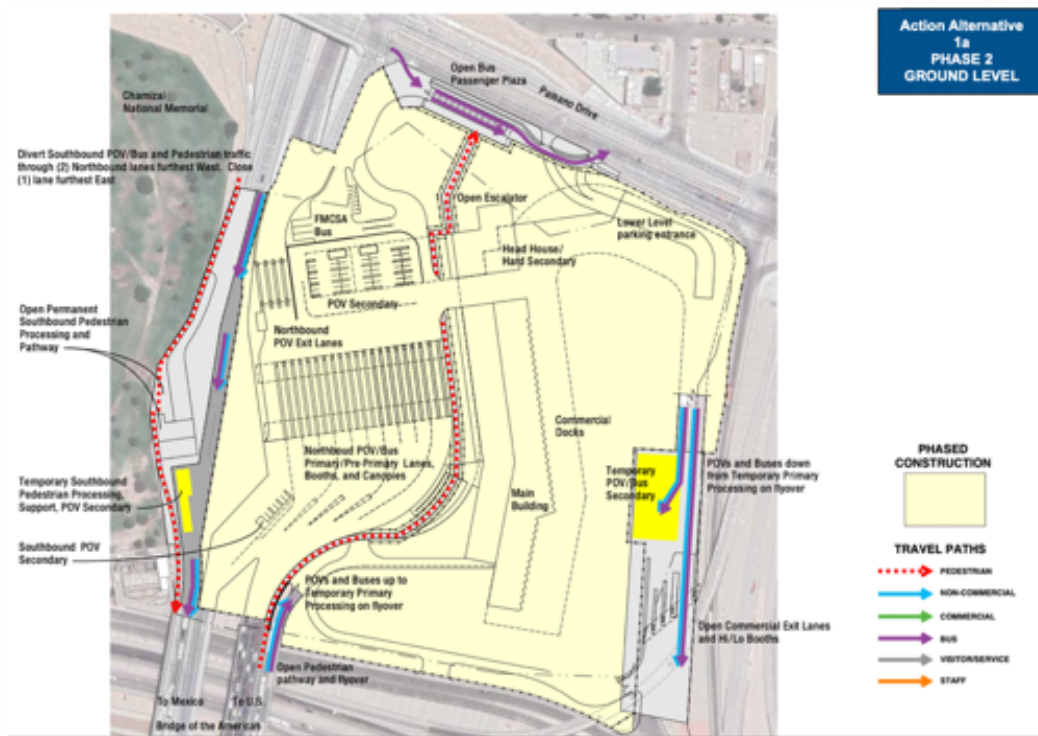 Action Alternative
1a
PHASE 2
GROUND LEVEL
Open Bus
Passenger Plaza
Paisano Drive
Chamizal
National Memorial
Divert Southbound POV/Bus and Pedestrian traffic
through (2) Northbound lanes furthest West. Close
(1) lane furthest East
Open Escalator
FMCSA
Bus
Lower Level
parking entrance
Head House/
Hard Secondary
POV Secondary
Open Permanent
Southbound Pedestrian
Processing and
Pathway
Northbound
POV Exit Lanes
Commercial
Docks
Northboud POV/Bus
Primary/Pre-Primary Lanes,
Booths, and Canopies
Temporary
POV/Bus
Secondary
POVs and Buses down
from Temporary Primary
Processing on flyover
Main
Building
Temporary Southbound
Pedestrian Processing,
Support, POV Secondary
Southbound POV
Secondary
POVs and Buses up to
Temporary Primary
Processing on flyover
Open Commercial Exit Lanes
and Hi/Lo Booths
Open Pedestrian
pathway and flyover
To Mexico
To U.S.
Bridge of the Americas
PHASED
CONSTRUCTION
TRAVEL PATHS
PEDESTRIAN
NON-COMMERCIAL
COMMERCIAL
BUS
VISITOR/SERVICE
STAFF